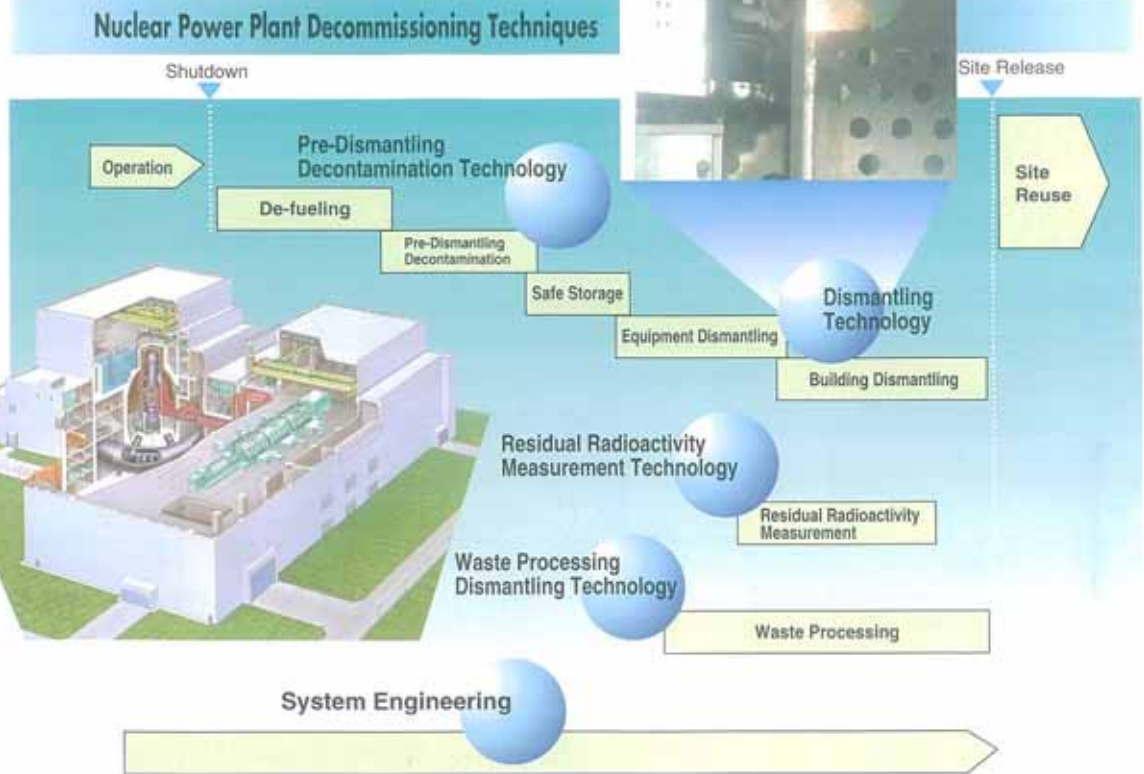 Nuclear Power Plant Decommissioning Techniques
Shutdown
Site Release
Operation
Pre-Dismantling
Decontamination Technology
Site
Reuse
De-fueling
Pre-Dismantling
Decontamination
Safe Storage
Dismantling
Technology
Equipment Dismantling
Building Dismantling
Residual Radioactivity
Measurement Technology
Residual Radioactivity
Measurement
Waste Processing
Dismantling Technology
Waste Processing
System Engineering